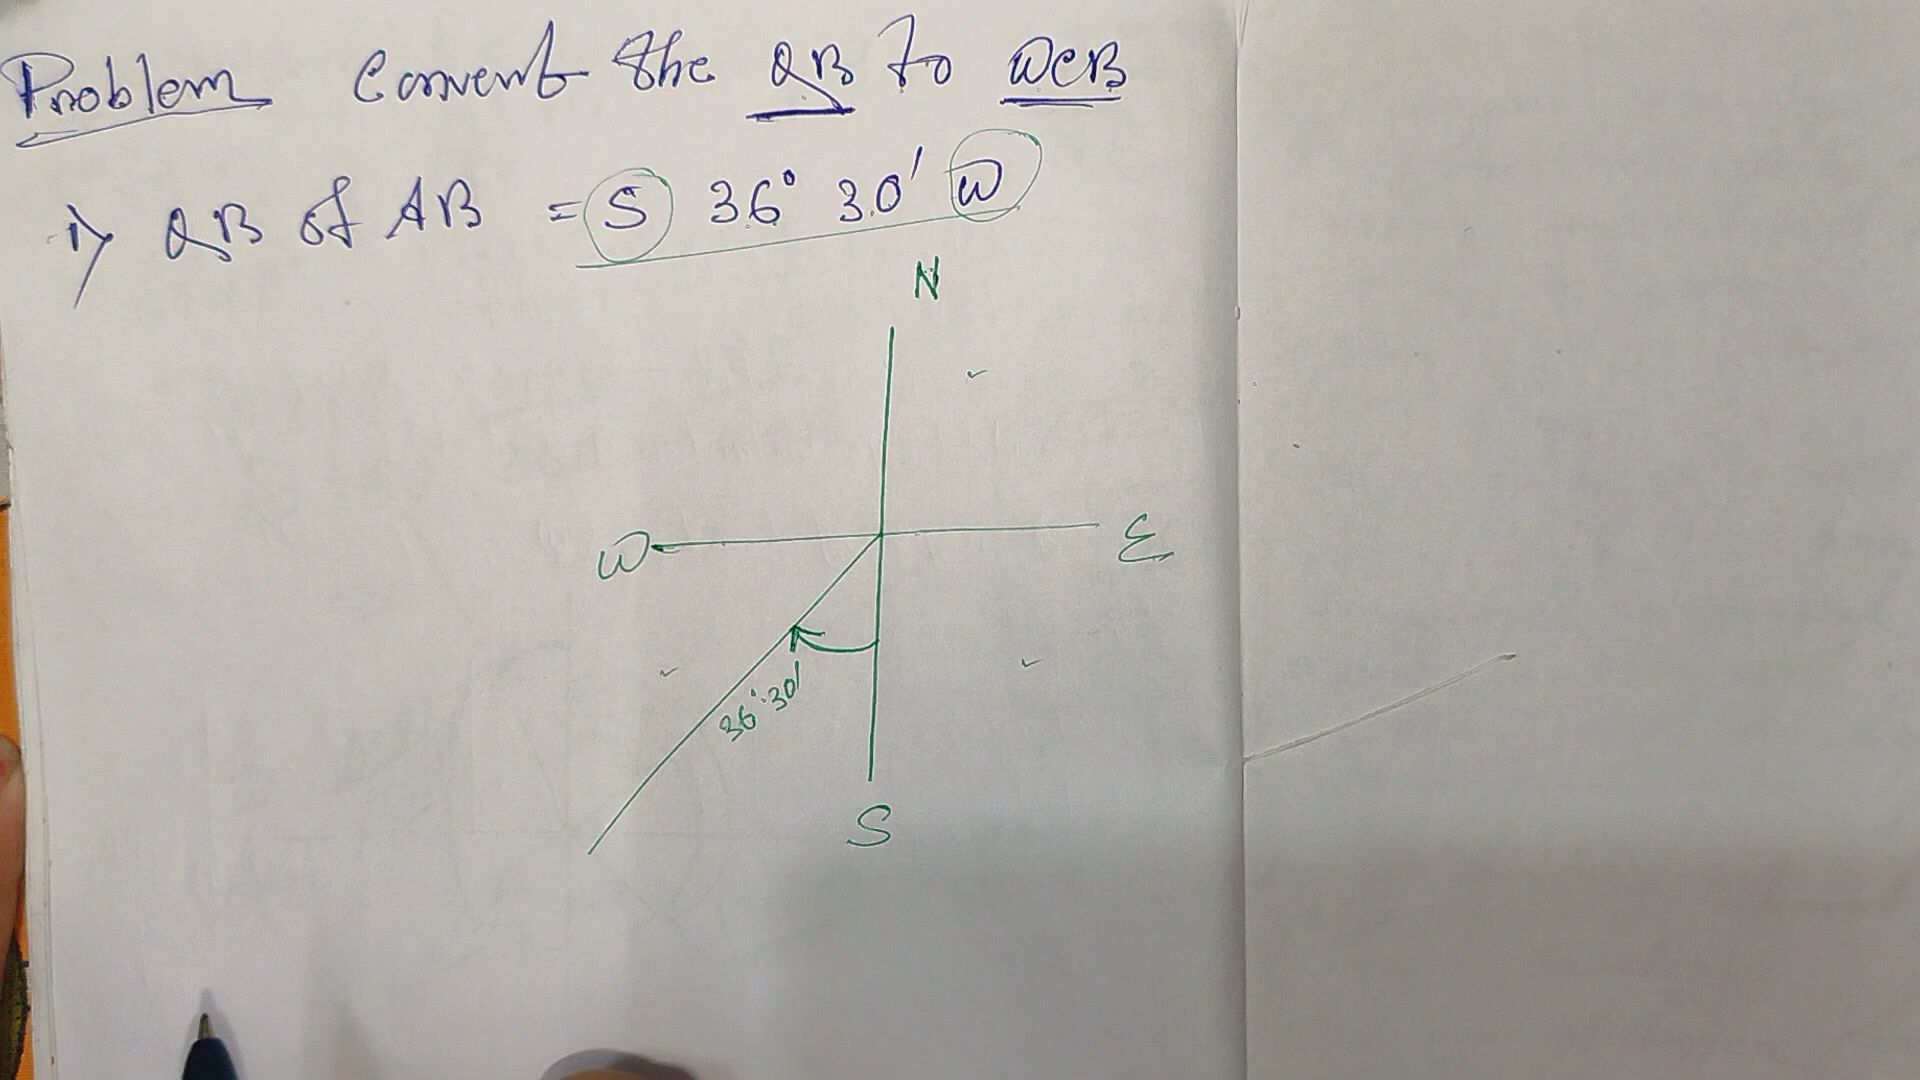 Problem Convert the QB to WCB
1) QB of AB = S 36° 30' W
N
W
E
36° 30'
S